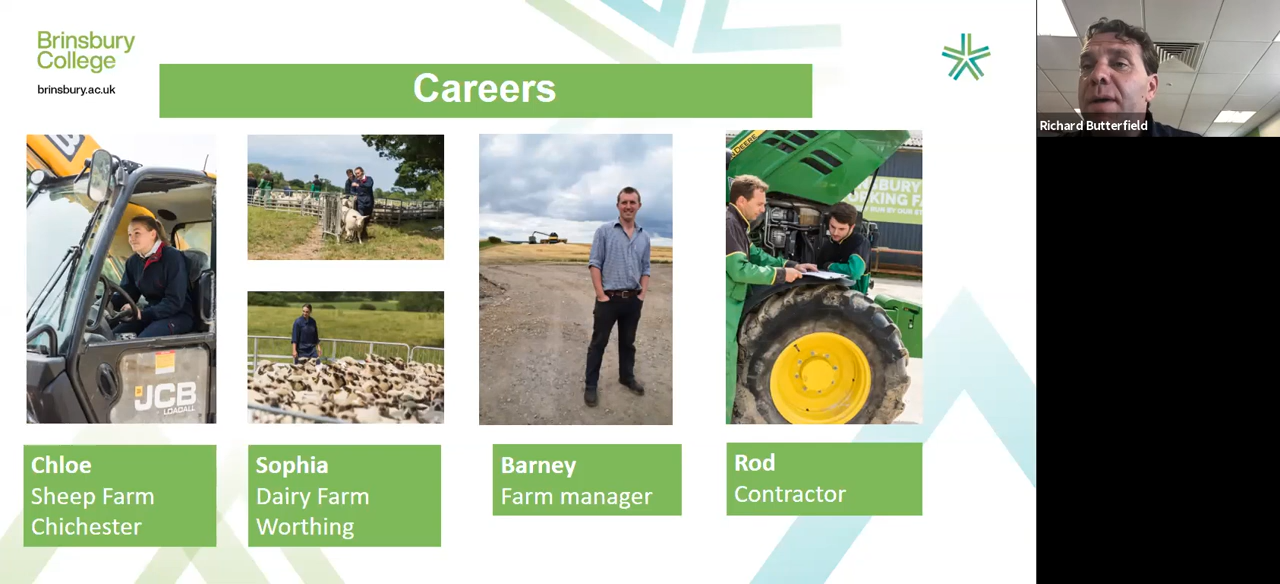 Brinsbury
College
brinsbury.ac.uk
Careers
Richard Butterfield
JCB
LOADALL
DEERE
Chloe
Sheep Farm
Chichester
Sophia
Dairy Farm
Worthing
Barney
Farm manager
Rod
Contractor